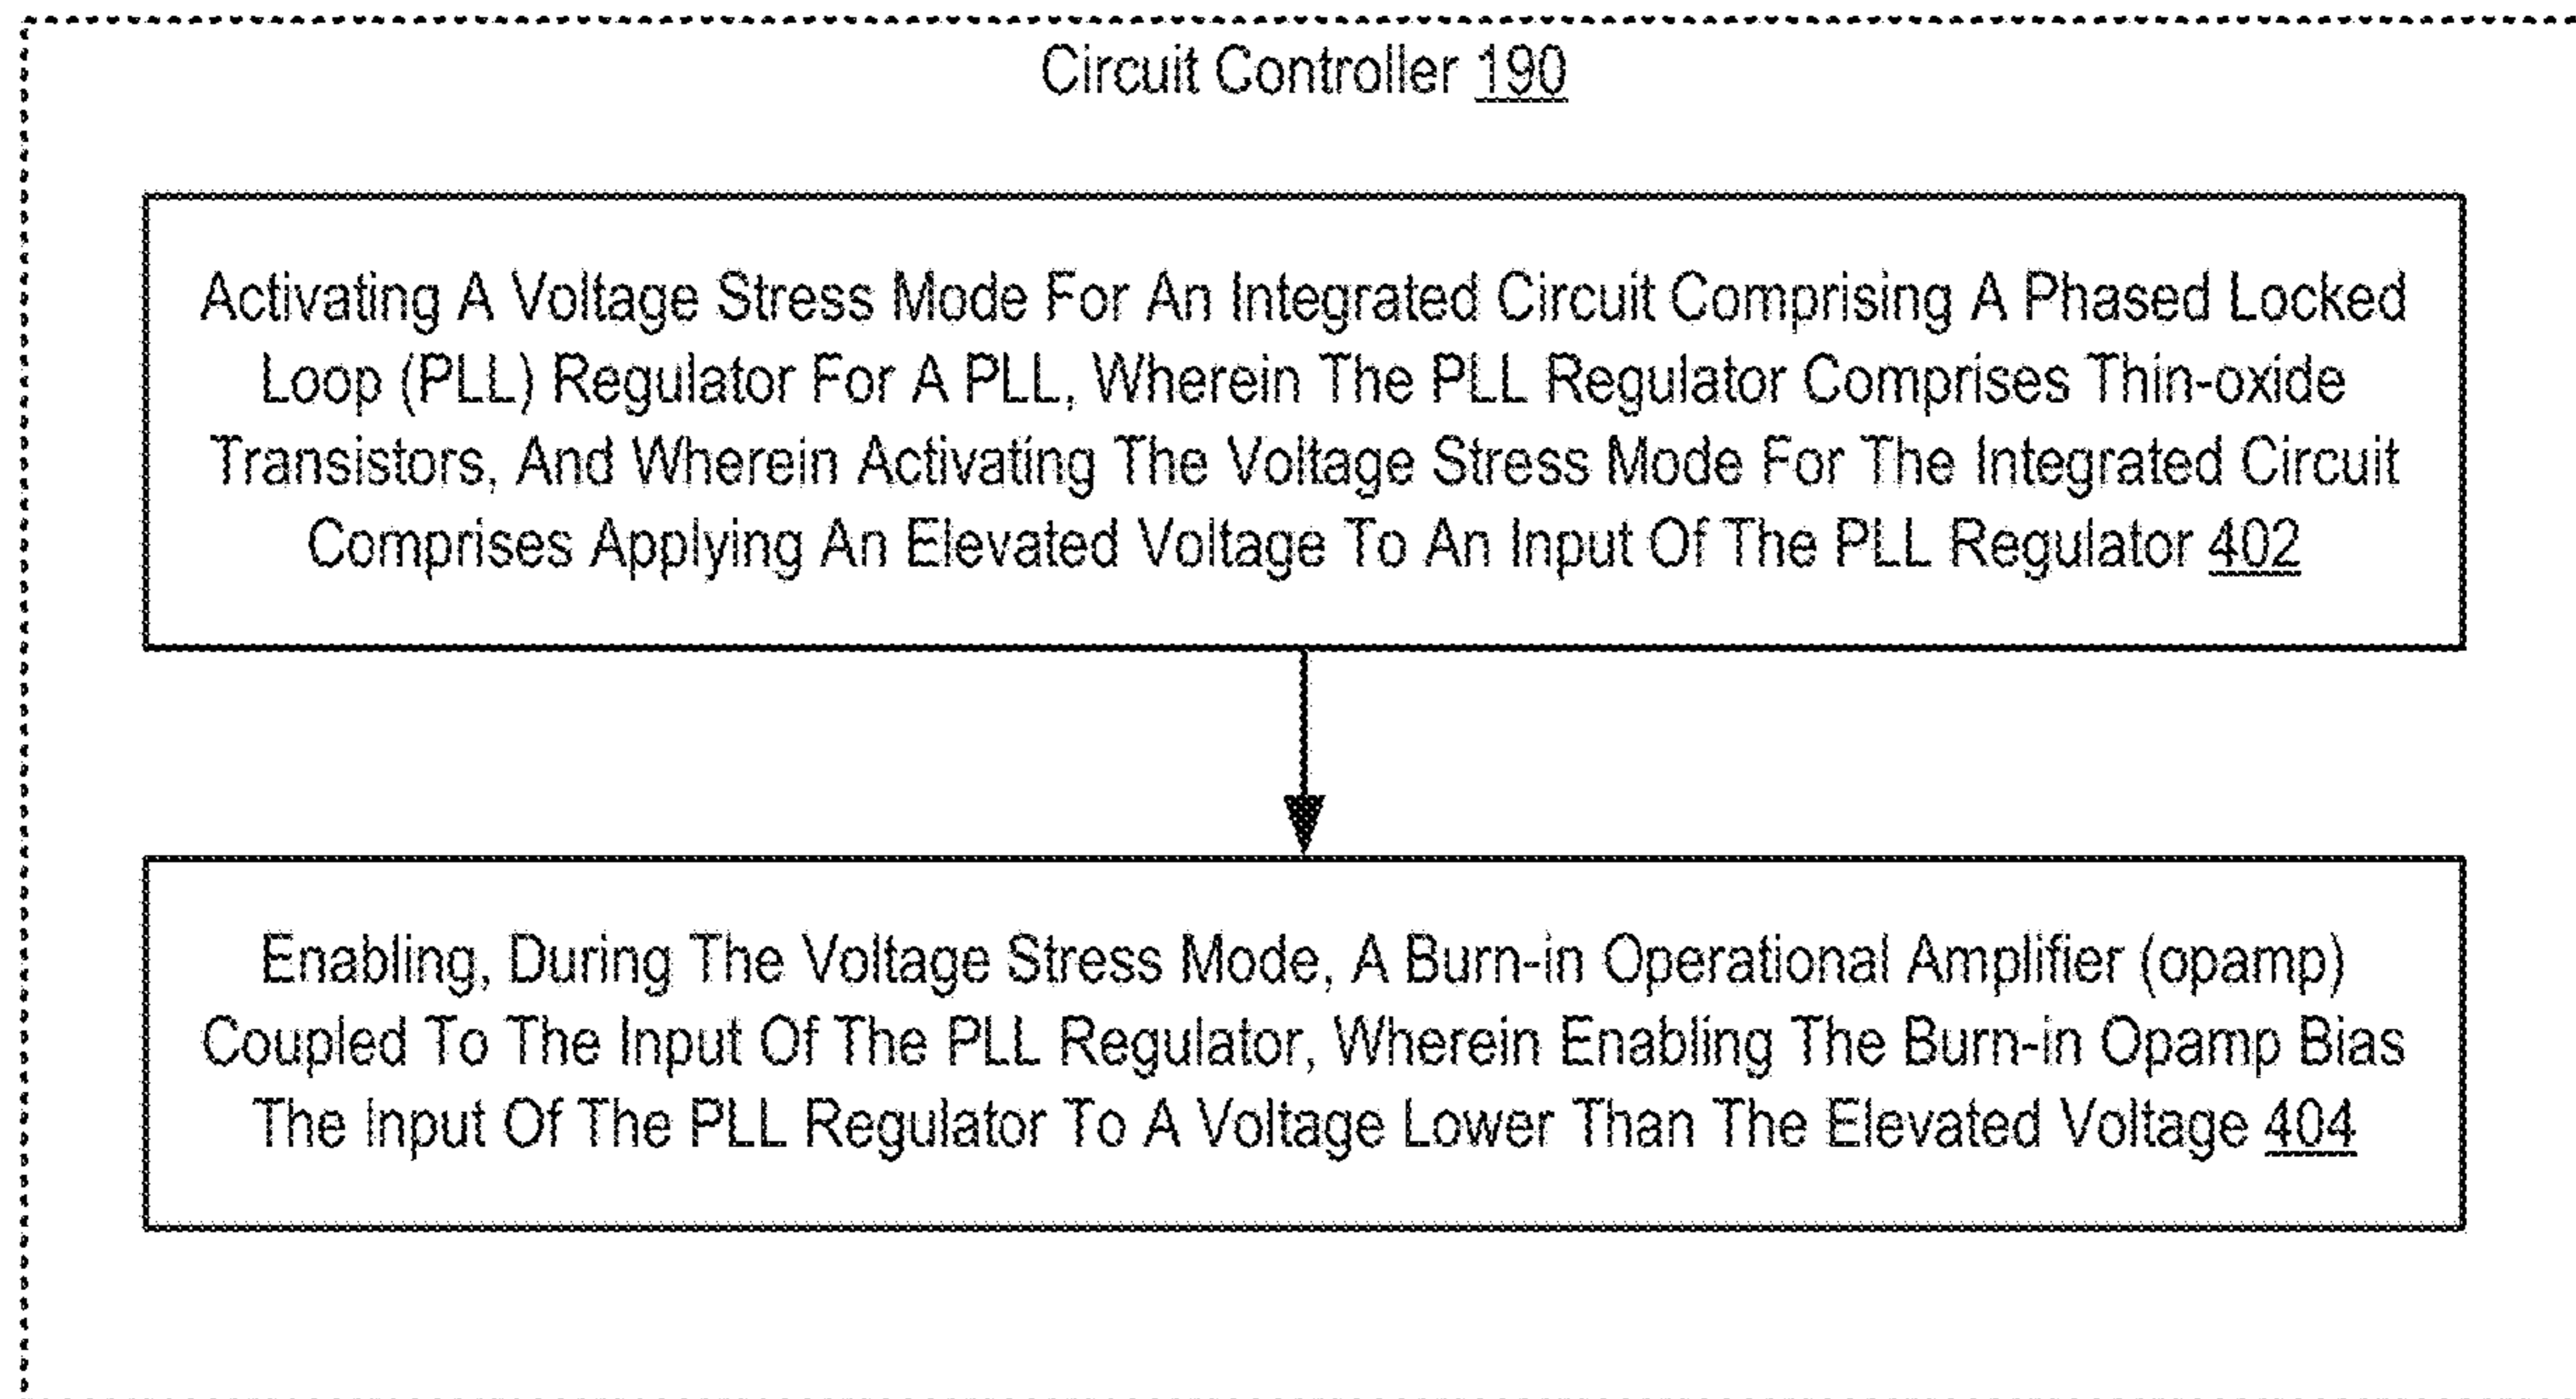 Circuit Controller 190
Activating A Voltage Stress Mode For An Integrated Circuit Comprising A Phased Locked
Loop (PLL) Regulator For A PLL, Wherein The PLL Regulator Comprises Thin-oxide
Transistors, And Wherein Activating The Voltage Stress Mode For The Integrated Circuit
Comprises Applying An Elevated Voltage To An Input Of The PLL Regulator 402
Enabling, During The Voltage Stress Mode, A Burn-in Operational Amplifier (opamp)
Coupled To The Input Of The PLL Regulator, Wherein Enabling The Burn-in Opamp Bias
The Input Of The PLL Regulator To A Voltage Lower Than The Elevated Voltage 404